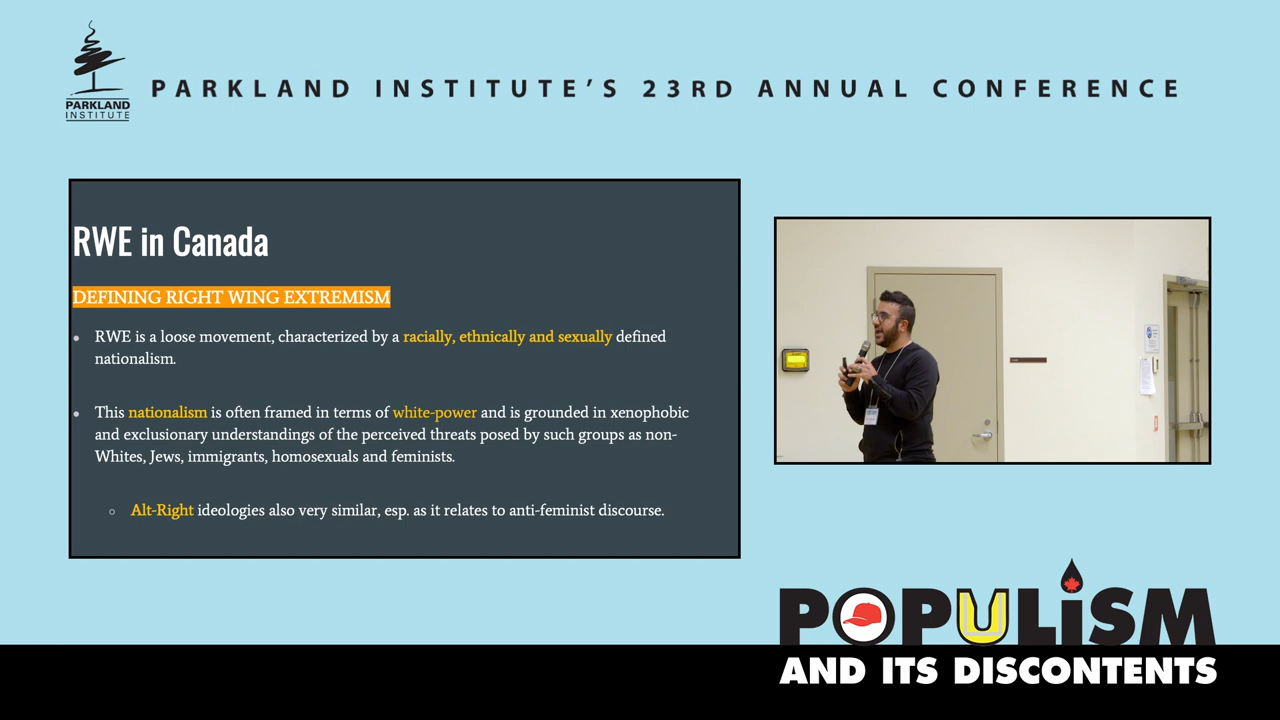 PARKLAND
INSTITUTE
PARKLAND INSTITUTE'S 23RD ANNUAL CONFERENCE
RWE in Canada
DEFINING RIGHT WING EXTREMISM
• RWE is a loose movement, characterized by a racially, ethnically and sexually defined
nationalism.
• This nationalism is often framed in terms of white-power and is grounded in xenophobic
and exclusionary understandings of the perceived threats posed by such groups as non-
Whites, Jews, immigrants, homosexuals and feminists.
○ Alt-Right ideologies also very similar, esp. as it relates to anti-feminist discourse.
POPULiSM
AND ITS DISCONTENTS